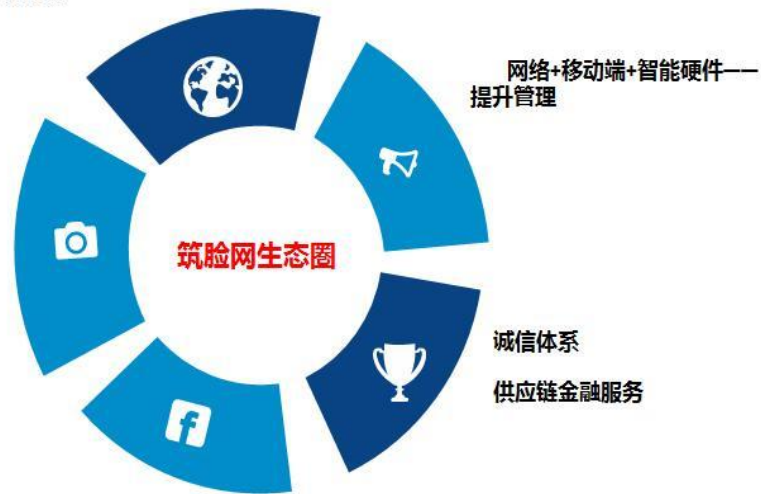 网络+移动端+智能硬件——
提升管理
筑脸网生态圈
诚信体系
供应链金融服务